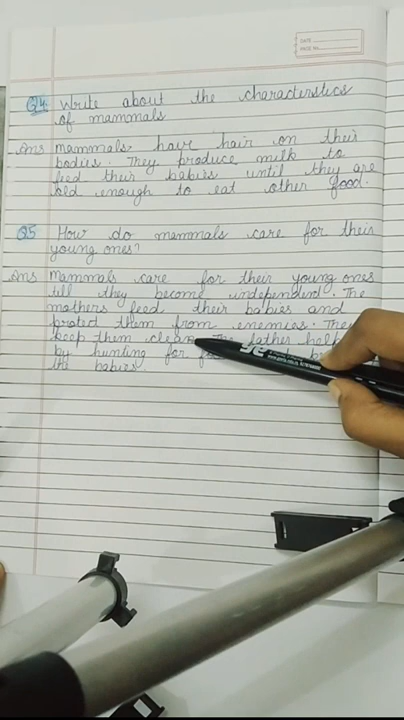 DATE
PAGE No.
Q4. Write about the characteristics
of mammals
Ans mammals have hair on their
bodies. They produce milk to
feed their babies until they are
old enough to eat other food.
Q5 How do mammals care for their
young ones?
Ans Mammals care for their young ones
till they become independent. The
mothers feed their babies and
protect them from enemies. They
keep them clean. The father help
by hunting for
the babies